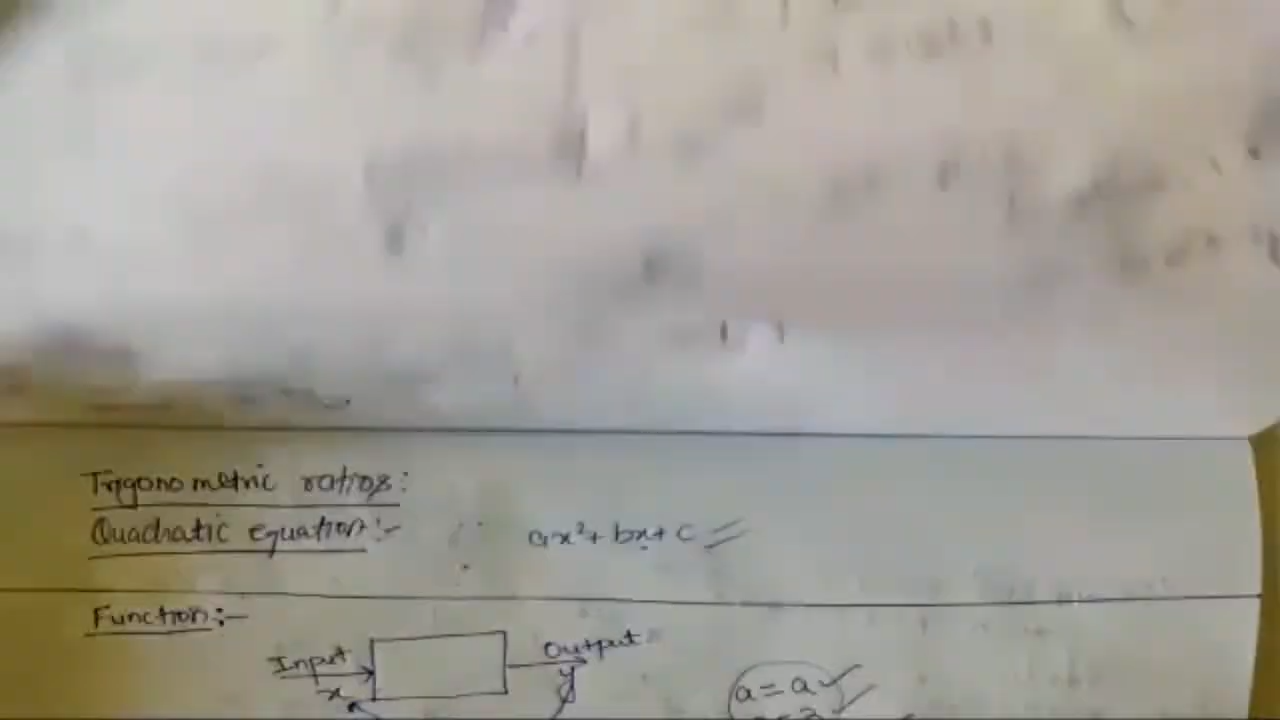 Trigonometric ratios:
Quadratic equation:- ax²+bx+c =
Function:-
Input
Output
x
y
a=a